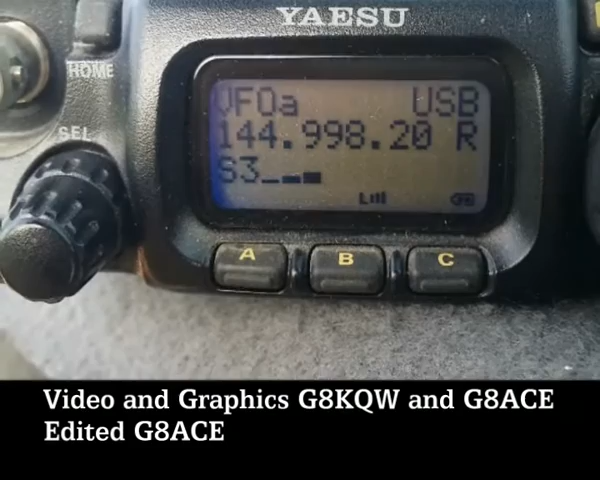 YAESU
HOME
VFOa USB
SEL
144.998.20 R
S3
A B C
Video and Graphics G8KQW and G8ACE
Edited G8ACE